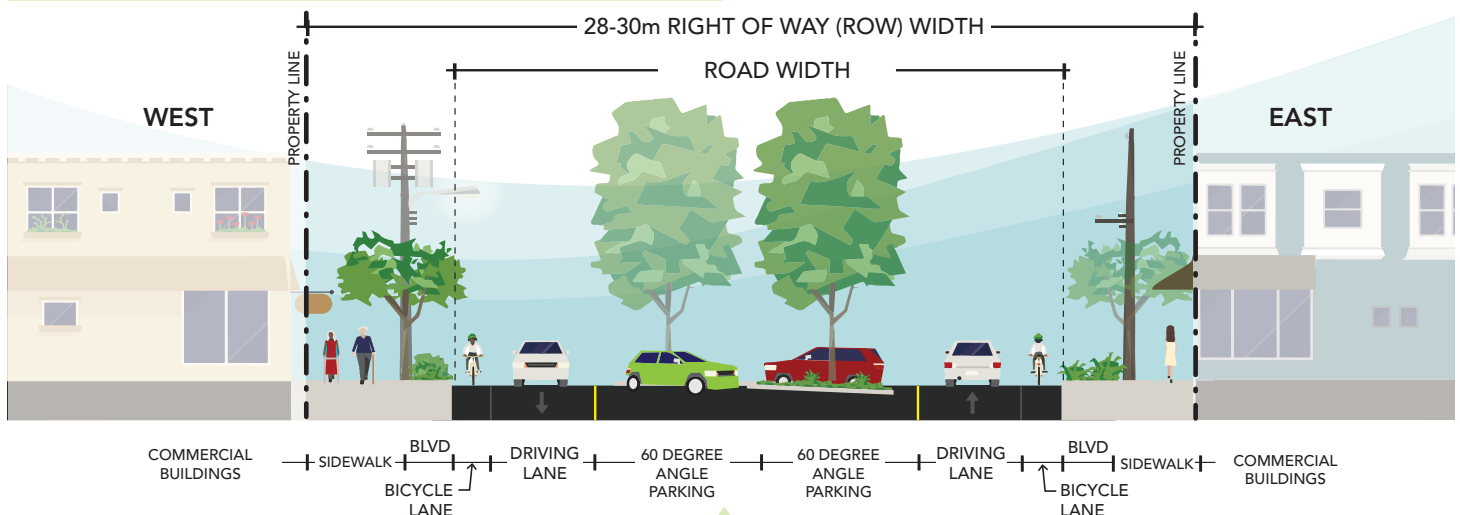 28-30m RIGHT OF WAY (ROW) WIDTH
PROPERTY LINE
PROPERTY LINE
ROAD WIDTH
WEST
EAST
COMMERCIAL
BUILDINGS
SIDEWALK
BLVD
BICYCLE
LANE
DRIVING
LANE
60 DEGREE
ANGLE
PARKING
60 DEGREE
ANGLE
PARKING
DRIVING
LANE
BICYCLE
LANE
BLVD
SIDEWALK
COMMERCIAL
BUILDINGS